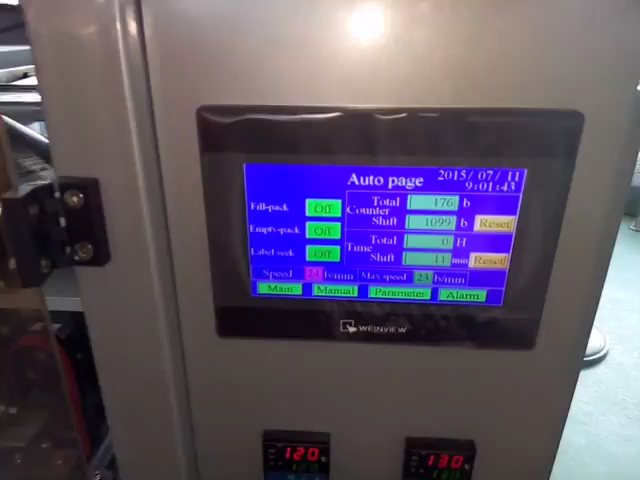 Auto page 2015/ 07/ 11
9:01:43
Fill-pack Off
Empty-pack Off
Label seek Off
Counter
Total 176 b
Shift 1099 b Reset
Time
Total 0 H
Shift 11 min Reset
Speed 24 b/min Max speed 23 b/min
Main Manual Parameter Alarm
WEINVIEW
120
130